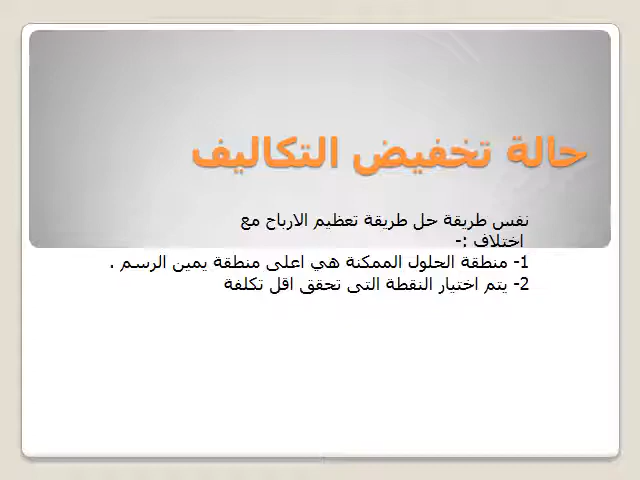 حالة تخفيض التكاليف
نفس طريقة حل طريقة تعظيم الارباح مع
اختلاف :-
1- منطقة الحلول الممكنة هي اعلى منطقة يمين الرسم .
2- يتم اختيار النقطة التى تحقق اقل تكلفة